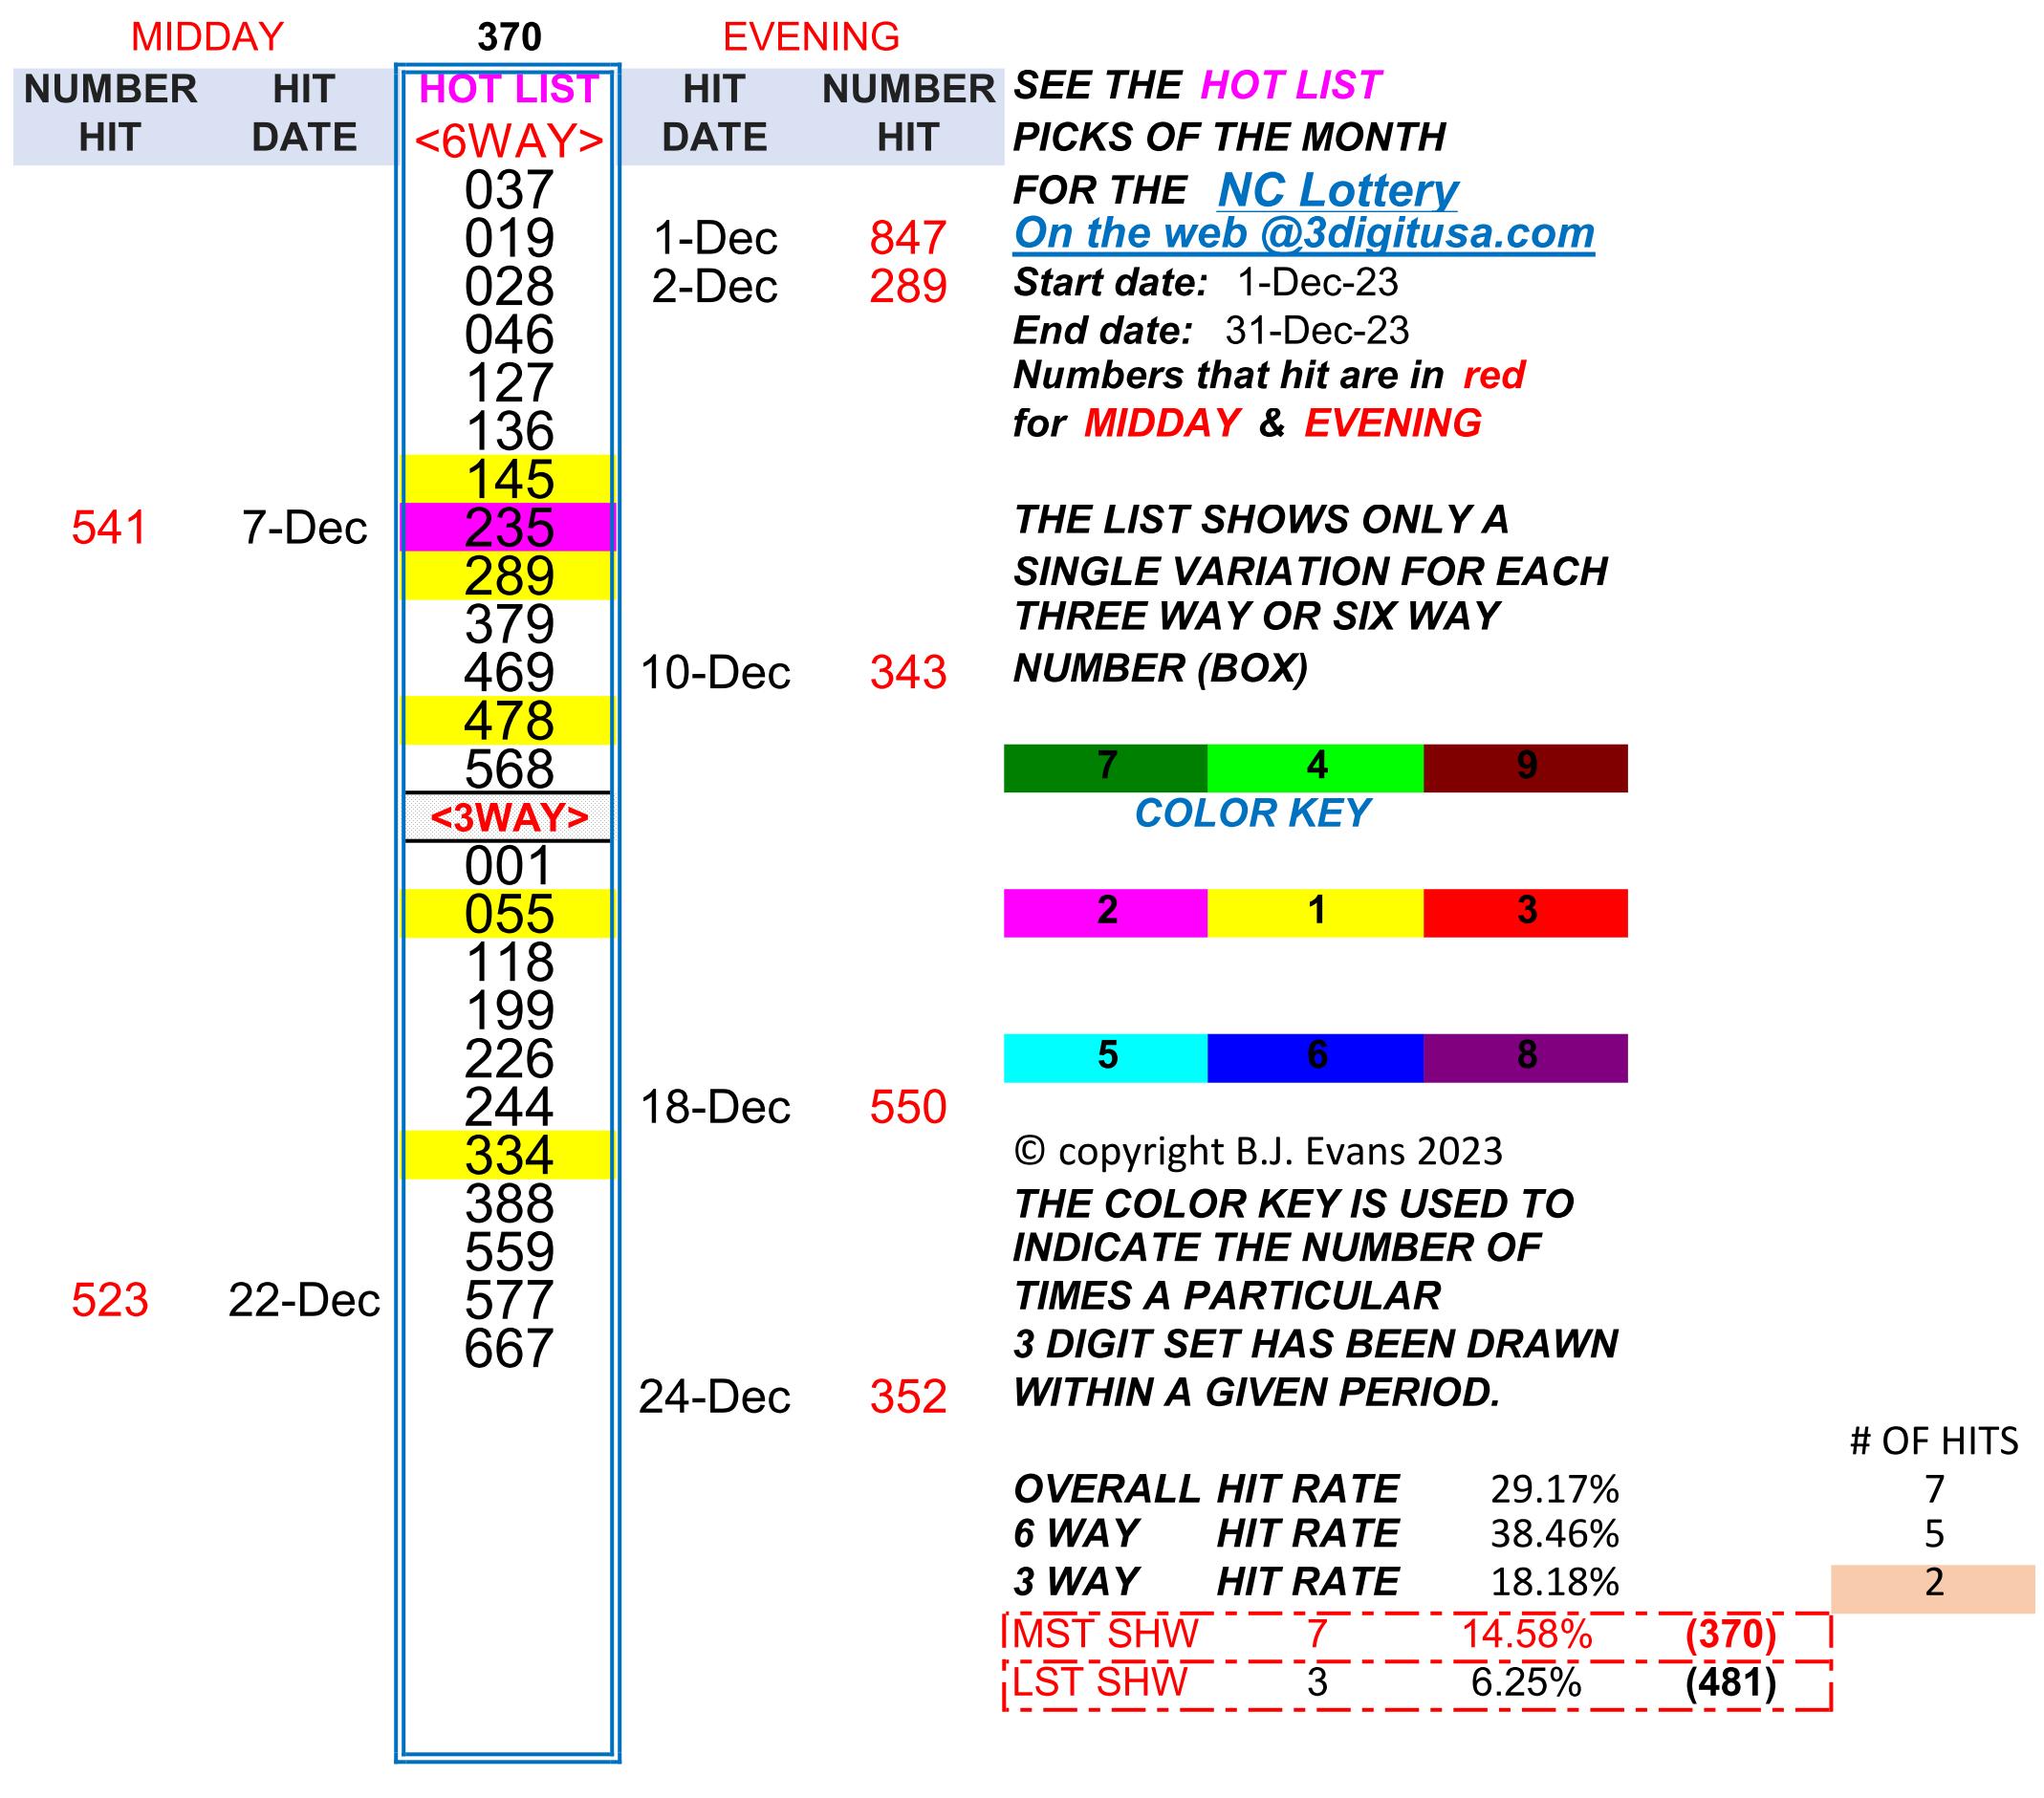 MIDDAY 370 EVENING
NUMBER HIT HOT LIST HIT NUMBER SEE THE HOT LIST
HIT DATE <6WAY> DATE HIT PICKS OF THE MONTH
037 FOR THE NC Lottery
019 1-Dec 847 On the web @3digitusa.com
028 2-Dec 289 Start date: 1-Dec-23
046 End date: 31-Dec-23
127 Numbers that hit are in red
136 for MIDDAY & EVENING
145
541 7-Dec 235 THE LIST SHOWS ONLY A
289 SINGLE VARIATION FOR EACH
379 THREE WAY OR SIX WAY
469 10-Dec 343 NUMBER (BOX)
478
568 7 4 9
<3WAY> COLOR KEY
001
055 2 1 3
118
199
226 5 6 8
244 18-Dec 550
334 © copyright B.J. Evans 2023
388 THE COLOR KEY IS USED TO
559 INDICATE THE NUMBER OF
523 22-Dec 577 TIMES A PARTICULAR
667 3 DIGIT SET HAS BEEN DRAWN
24-Dec 352 WITHIN A GIVEN PERIOD.
# OF HITS
OVERALL HIT RATE 29.17% 7
6 WAY HIT RATE 38.46% 5
3 WAY HIT RATE 18.18% 2
MST SHW 7 14.58% (370)
LST SHW 3 6.25% (481)